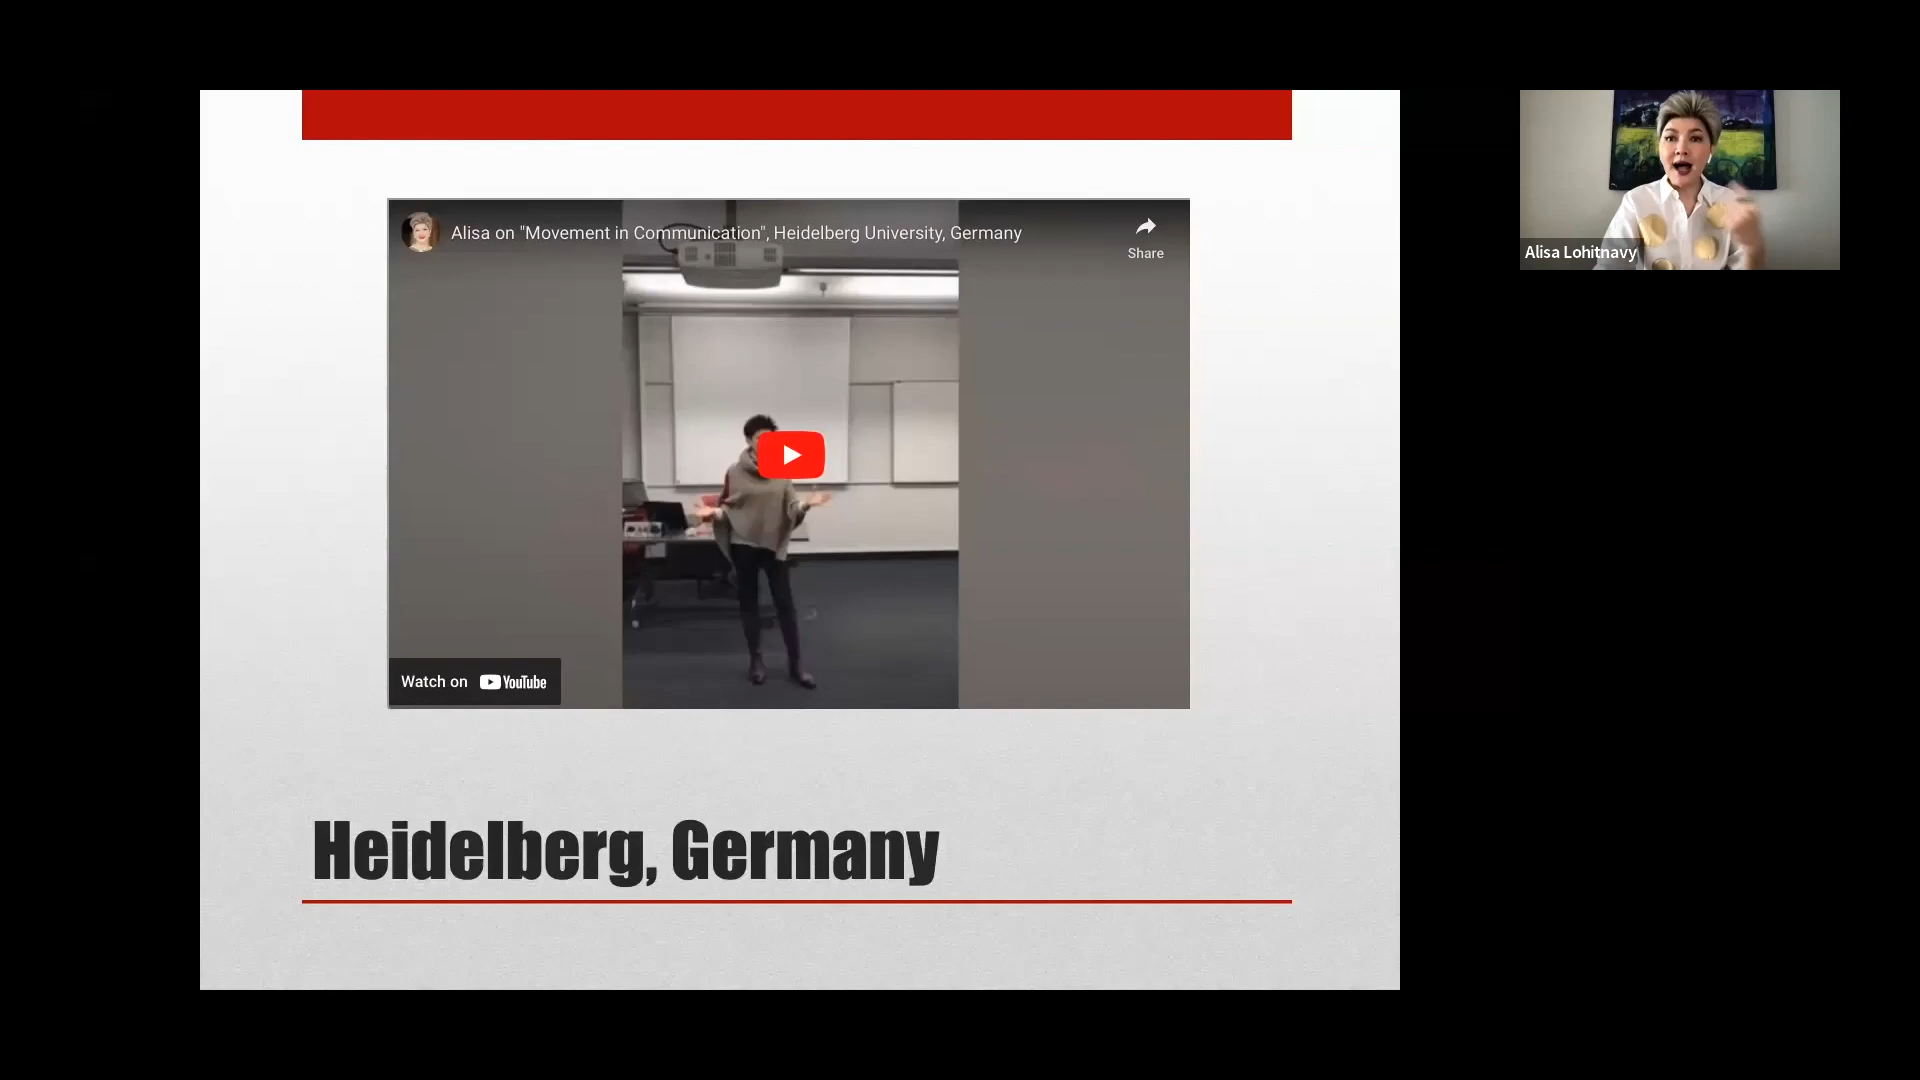 Alisa on "Movement in Communication", Heidelberg University, Germany
Share
Watch on YouTube
Heidelberg, Germany
Alisa Lohitnavy